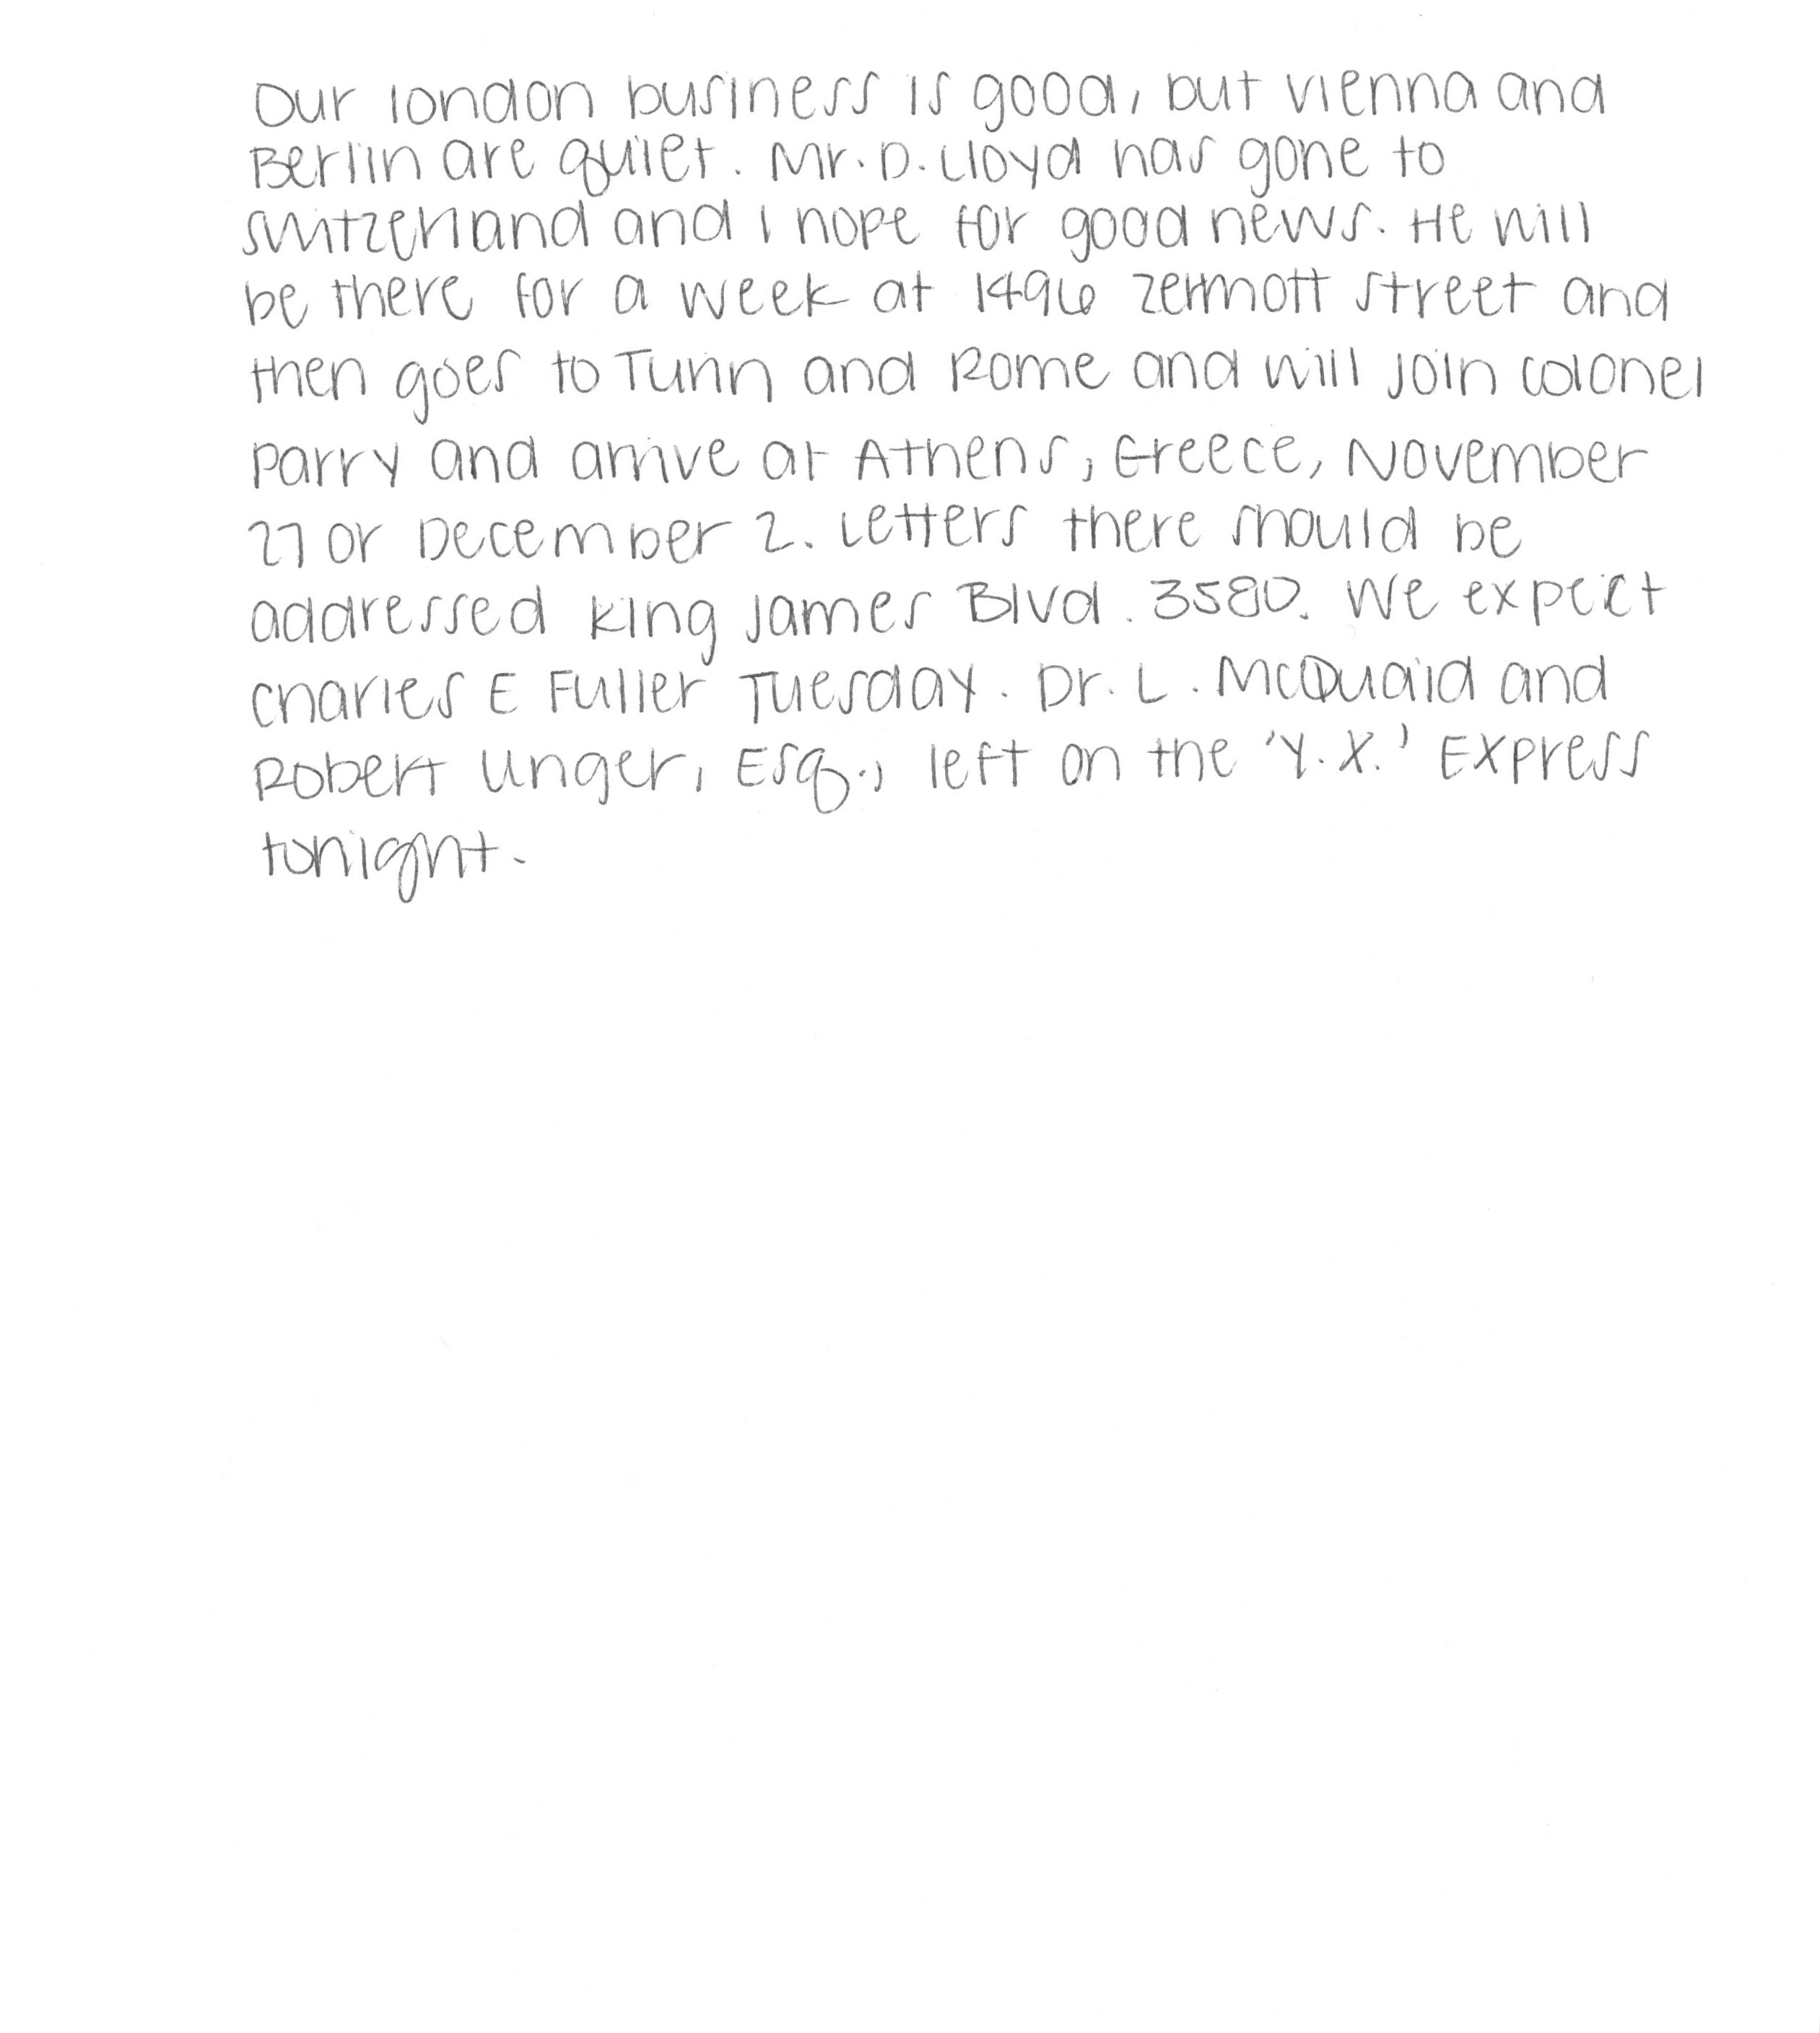 Our london business is good, but vienna and
Berlin are quiet. Mr. D. Lloyd has gone to
switzerland and I hope for good news. He will
be there for a week at 1496 zermott street and
then goes to Turin and Rome and will join colonel
parry and arrive at Athens, Greece, November
27 or December 2. Letters there should be
addressed king James Blvd. 3580. We expect
charles E Fuller Tuesday. Dr. L. McQuaid and
Robert Unger, Esq., left on the 'Y.X.' Express
tonight.